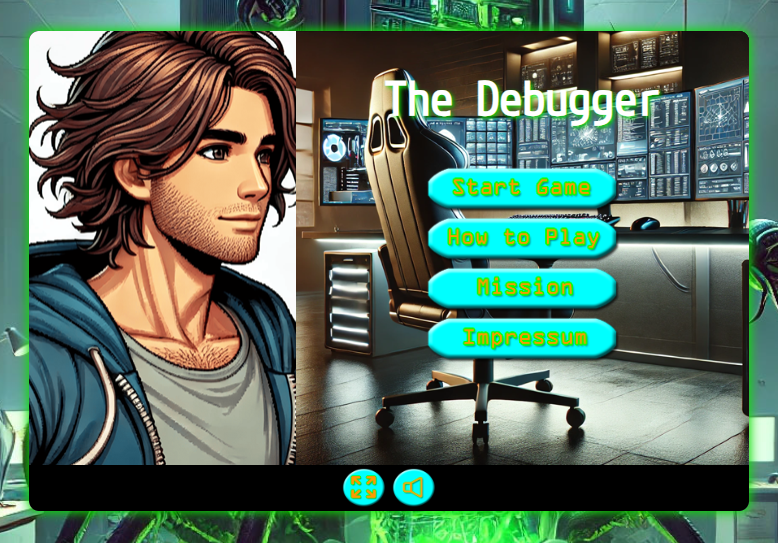 The Debugger
Start Game
How to Play
Mission
Impressum